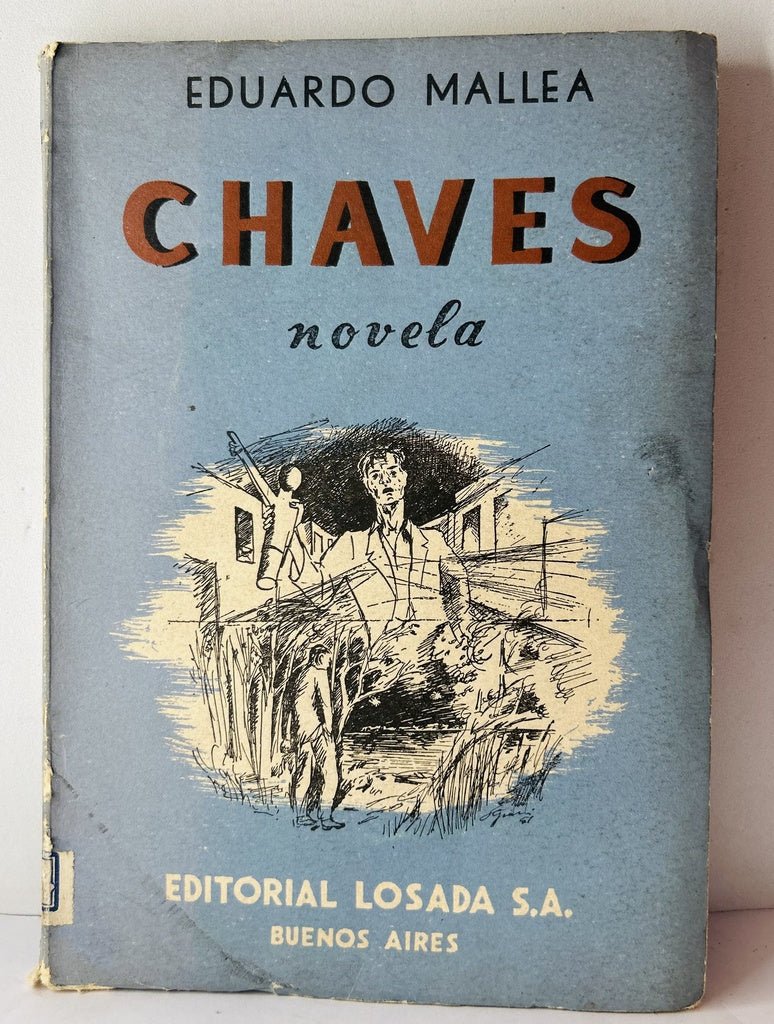 EDUARDO MALLEA
CHAVES
novela
EDITORIAL LOSADA S.A.
BUENOS AIRES